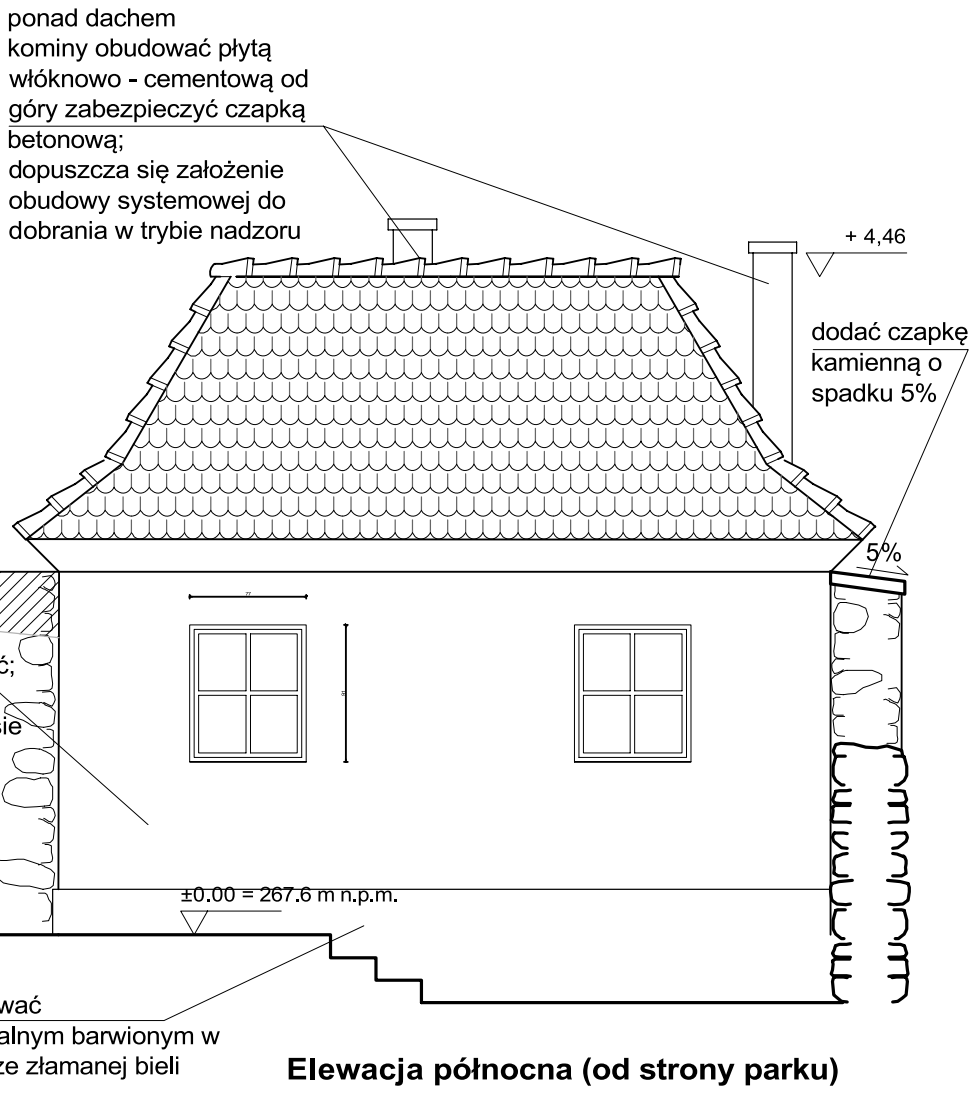 ponad dachem
kominy obudować płytą
włóknowo - cementową od
góry zabezpieczyć czapką
betonową;
dopuszcza się założenie
obudowy systemowej do
dobrania w trybie nadzoru
+ 4,46
dodać czapkę
kamienną o
spadku 5%
5%
77
ć;
sie
±0.00 = 267.6 m n.p.m.
wać
alnym barwionym w
ze złamanej bieli
Elewacja północna (od strony parku)